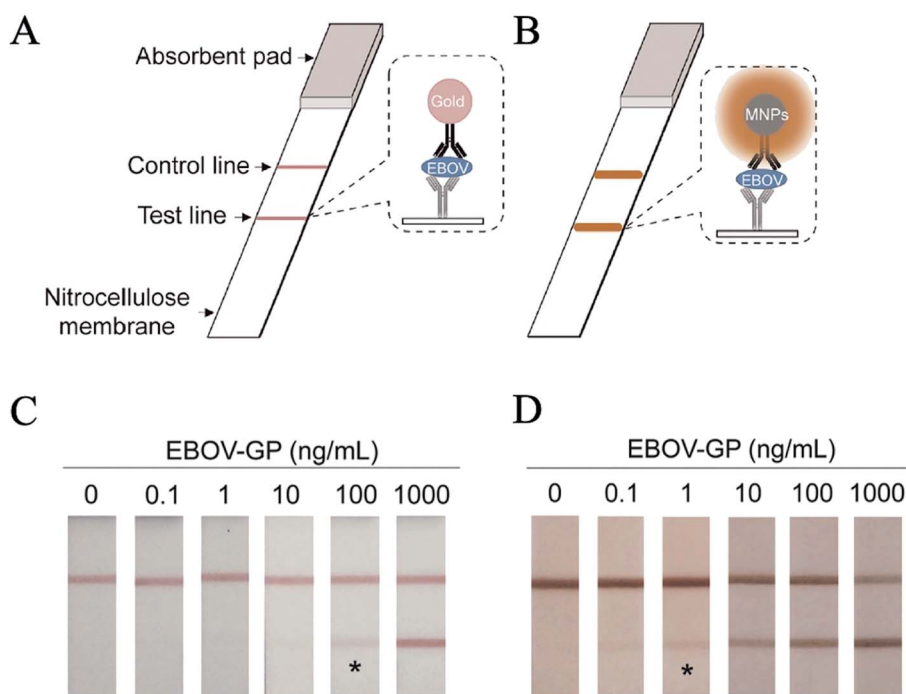 A
Absorbent pad
Gold
EBOV
Control line
Test line
Nitrocellulose
membrane
B
MNPs
EBOV
C
EBOV-GP (ng/mL)
0 0.1 1 10 100 1000
*
D
EBOV-GP (ng/mL)
0 0.1 1 10 100 1000
*